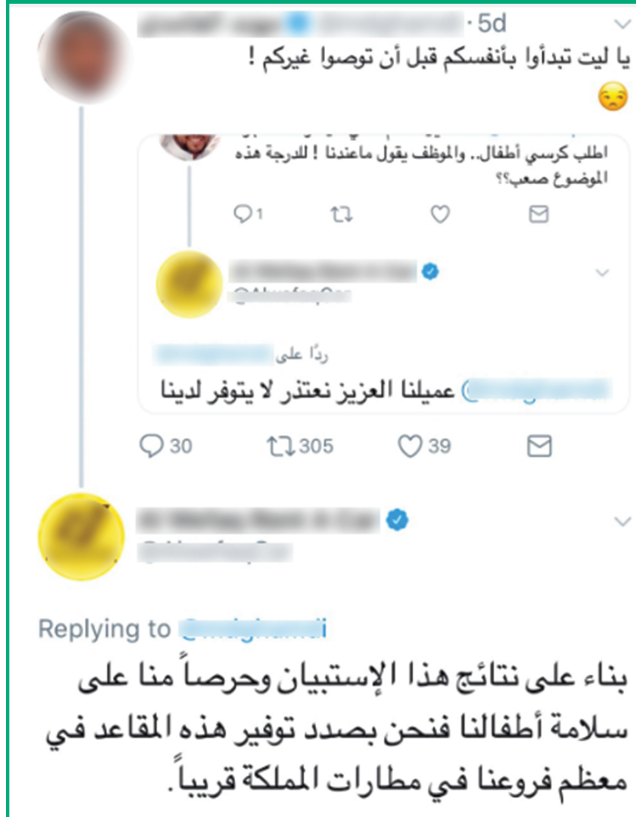 · 5d
يا ليت تبدأوا بأنفسكم قبل أن توصوا غيركم !
اطلب كرسي أطفال.. والموظف يقول ماعندنا ! للدرجة هذه
الموضوع صعب؟؟
1
ردًا على
عميلنا العزيز نعتذر لا يتوفر لدينا
30 305 39
Replying to
بناء على نتائج هذا الإستبيان وحرصاً منا على
سلامة أطفالنا فنحن بصدد توفير هذه المقاعد في
معظم فروعنا في مطارات المملكة قريباً.